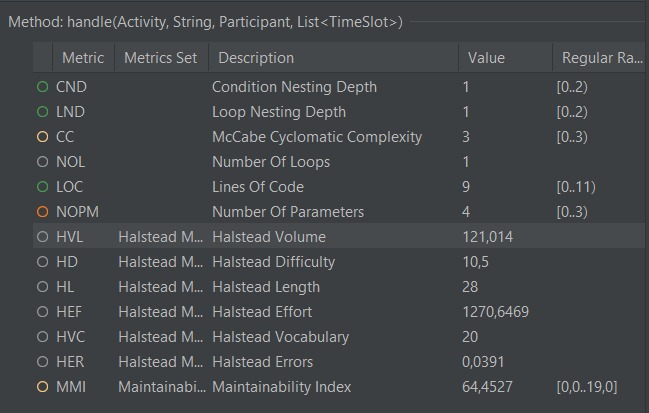 Method: handle(Activity, String, Participant, List<TimeSlot>)
Metric Metrics Set Description Value Regular Ra...
CND Condition Nesting Depth 1 [0..2)
LND Loop Nesting Depth 1 [0..2)
CC McCabe Cyclomatic Complexity 3 [0..3)
NOL Number Of Loops 1
LOC Lines Of Code 9 [0..11)
NOPM Number Of Parameters 4 [0..3)
HVL Halstead M... Halstead Volume 121,014
HD Halstead M... Halstead Difficulty 10,5
HL Halstead M... Halstead Length 28
HEF Halstead M... Halstead Effort 1270,6469
HVC Halstead M... Halstead Vocabulary 20
HER Halstead M... Halstead Errors 0,0391
MMI Maintainabi... Maintainability Index 64,4527 [0,0..19,0]